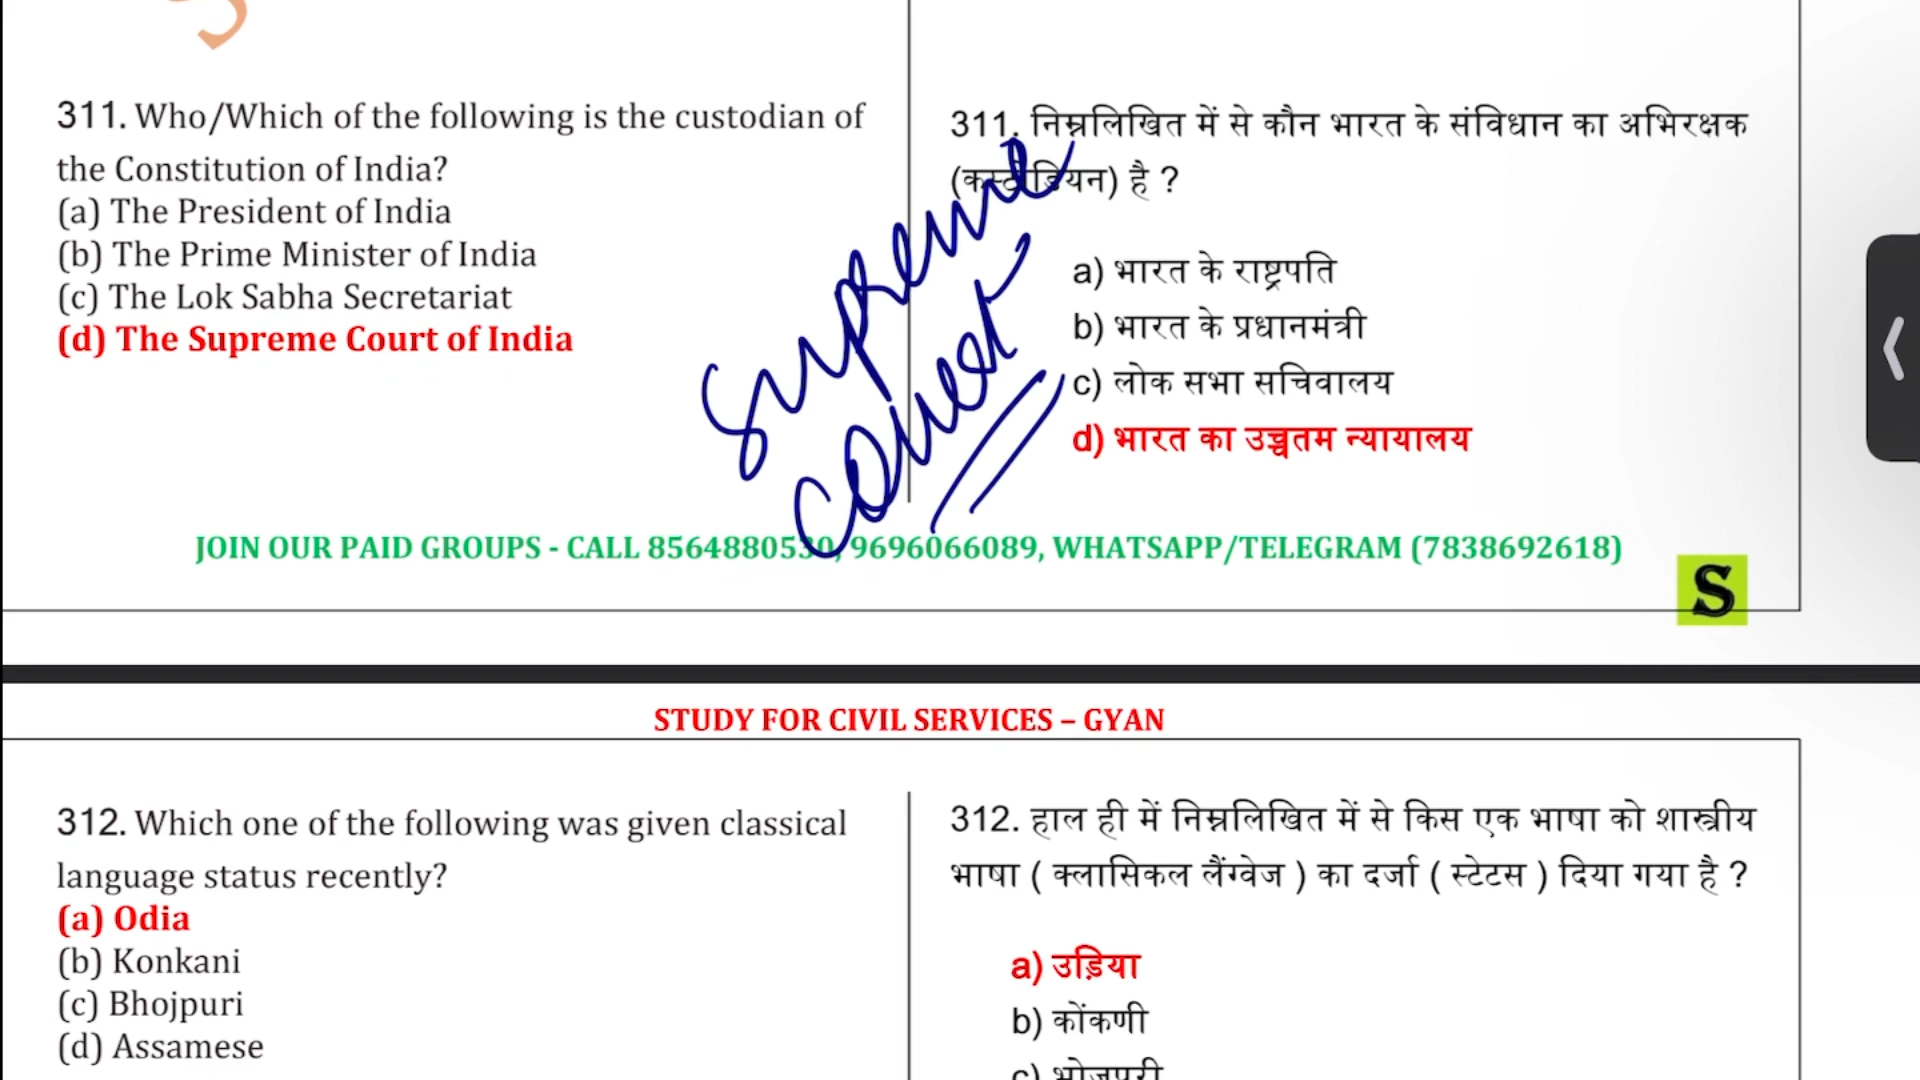 311. Who/Which of the following is the custodian of
the Constitution of India?
(a) The President of India
(b) The Prime Minister of India
(c) The Lok Sabha Secretariat
(d) The Supreme Court of India
311. निम्नलिखित में से कौन भारत के संविधान का अभिरक्षक
(कस्टोडियन) है ?
a) भारत के राष्ट्रपति
b) भारत के प्रधानमंत्री
c) लोक सभा सचिवालय
d) भारत का उच्चतम न्यायालय
Supreme
Court
JOIN OUR PAID GROUPS - CALL 8564880530, 9696066089, WHATSAPP/TELEGRAM (7838692618)
S
STUDY FOR CIVIL SERVICES – GYAN
312. Which one of the following was given classical
language status recently?
(a) Odia
(b) Konkani
(c) Bhojpuri
(d) Assamese
312. हाल ही में निम्नलिखित में से किस एक भाषा को शास्त्रीय
भाषा ( क्लासिकल लैंग्वेज ) का दर्जा ( स्टेटस ) दिया गया है ?
a) उड़िया
b) कोंकणी
c) भोजपुरी